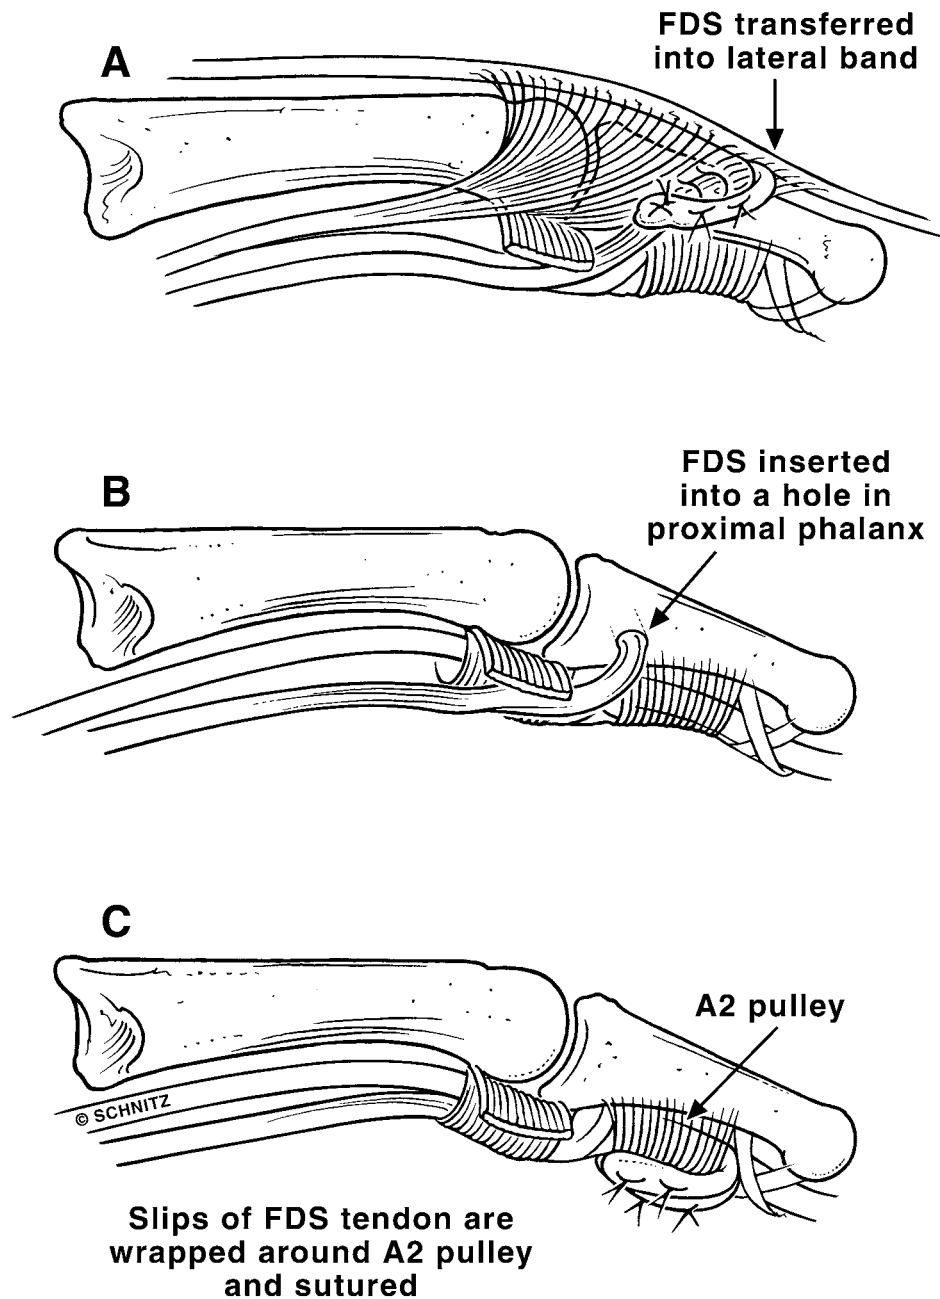 A
FDS transferred
into lateral band
B
FDS inserted
into a hole in
proximal phalanx
C
A2 pulley
© SCHNITZ
Slips of FDS tendon are
wrapped around A2 pulley
and sutured